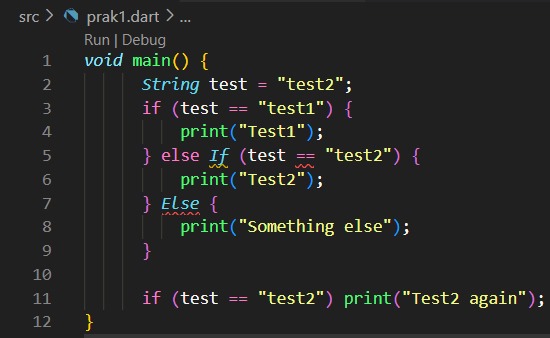 src > prak1.dart > ...
Run | Debug
1 void main() {
2 String test = "test2";
3 if (test == "test1") {
4 print("Test1");
5 } else If (test == "test2") {
6 print("Test2");
7 } Else {
8 print("Something else");
9 }
10
11 if (test == "test2") print("Test2 again");
12 }